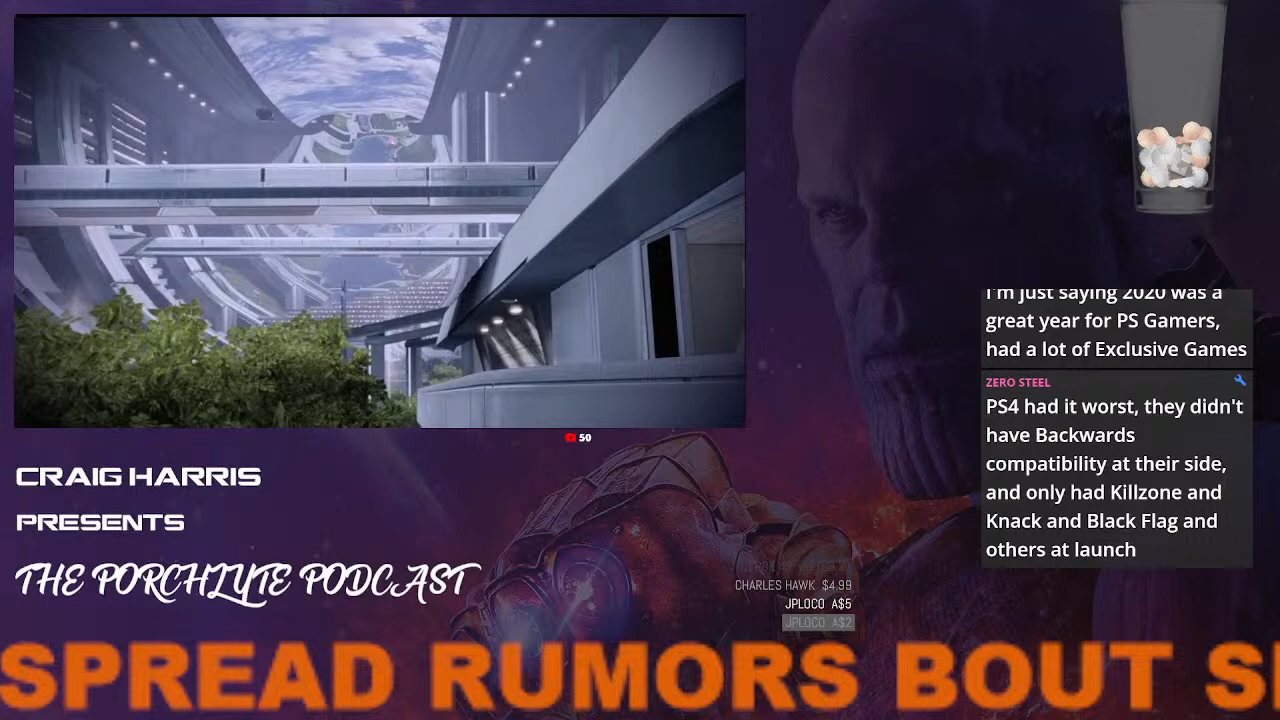 I'm just saying 2020 was a
great year for PS Gamers,
had a lot of Exclusive Games
ZERO STEEL
PS4 had it worst, they didn't
have Backwards
compatibility at their side,
and only had Killzone and
Knack and Black Flag and
others at launch
50
CRAIG HARRIS
PRESENTS
THE PORCHLYTE PODCAST
CHARLES HAWK $4.99
JPLOCO A$5
JPLOCO A$2
SPREAD RUMORS BOUT